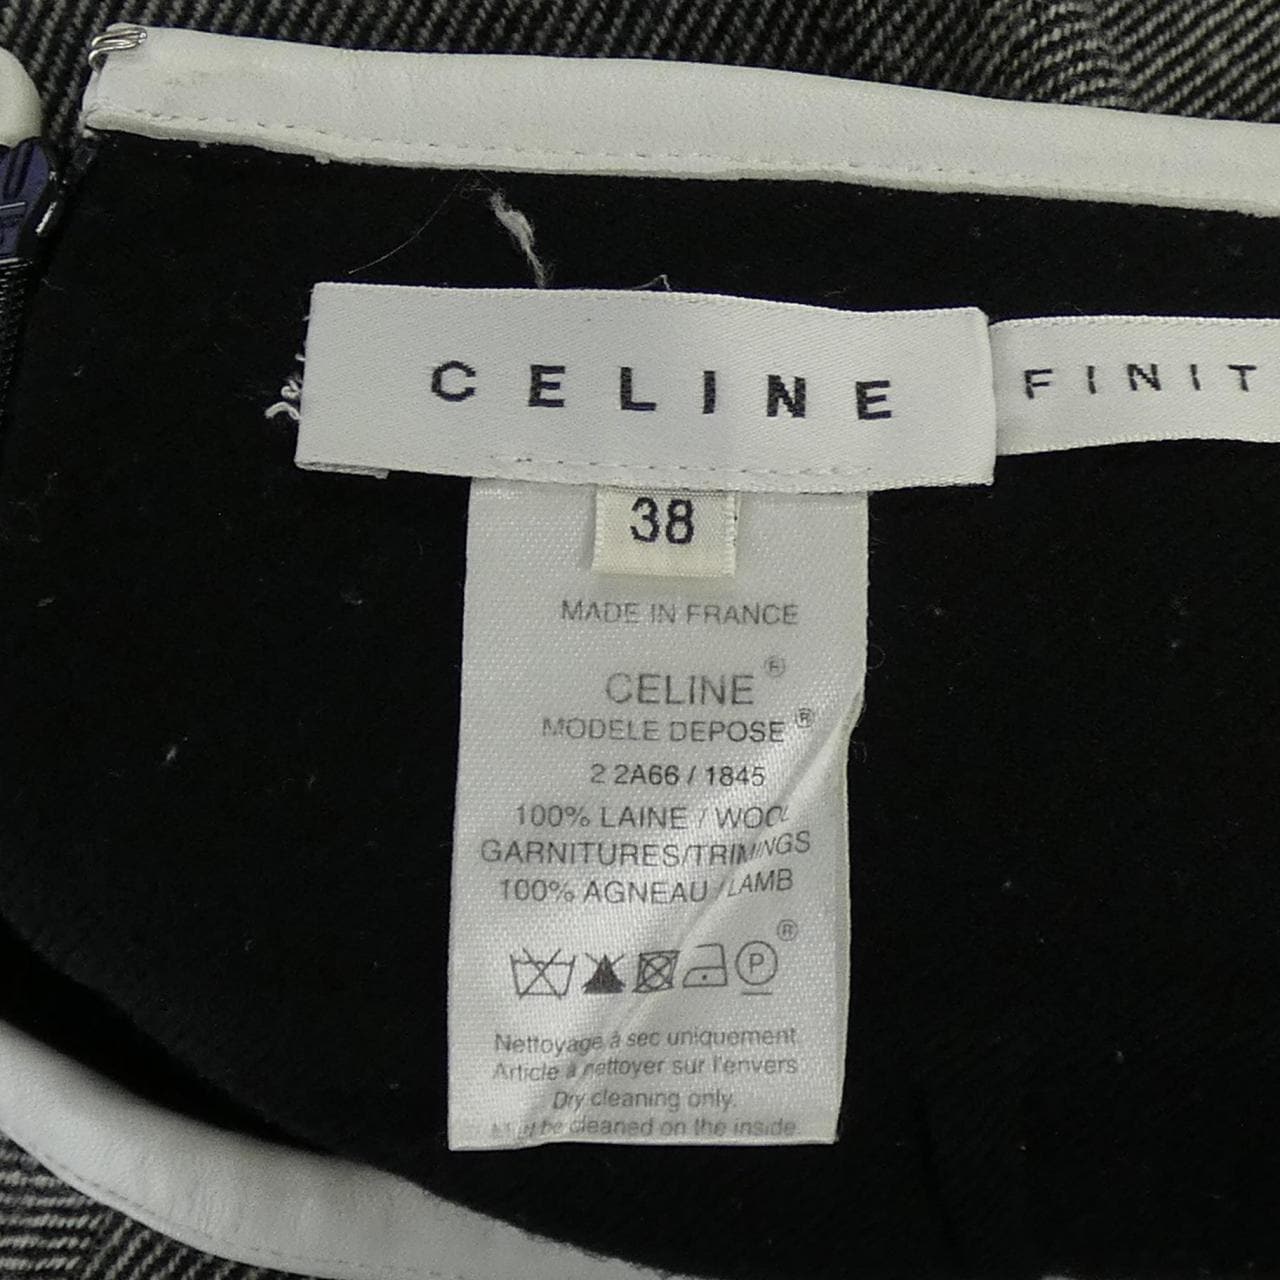 CELINE
FINIT
38
MADE IN FRANCE
CELINE®
MODELE DEPOSE®
2 2A66 / 1845
100% LAINE / WOOL
GARNITURES/TRIMINGS
100% AGNEAU / LAMB
P ®
Nettoyage à sec uniquement.
Article à nettoyer sur l'envers
Dry cleaning only.
be cleaned on the inside.